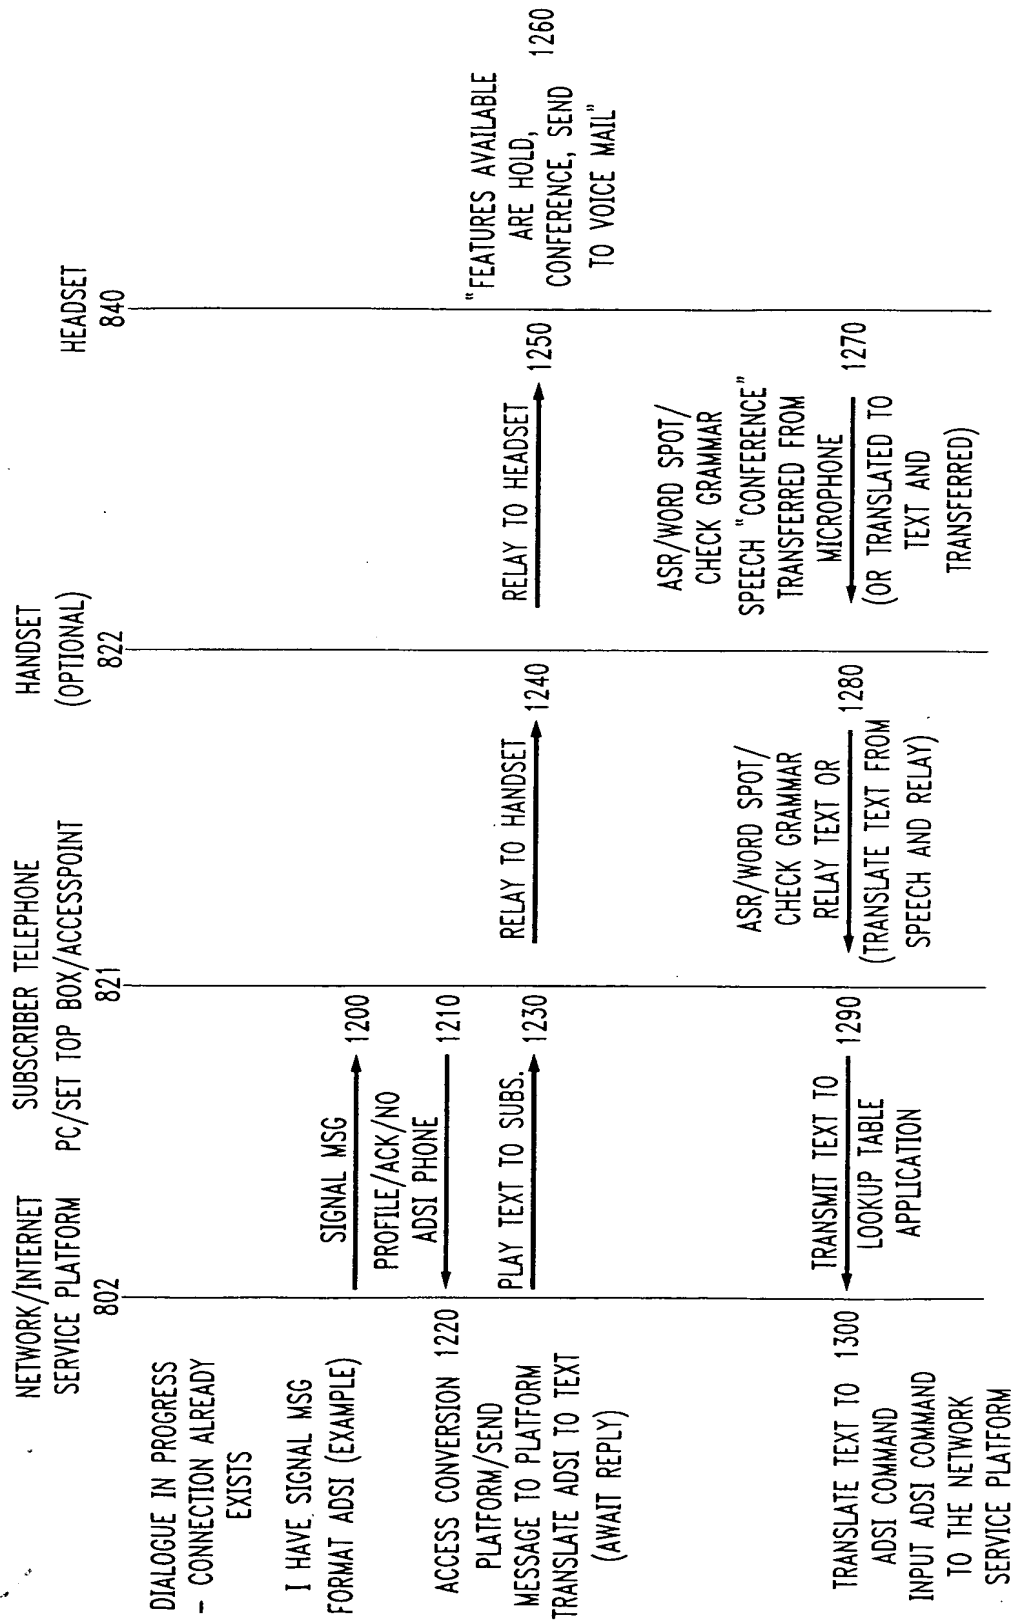 NETWORK/INTERNET
SERVICE PLATFORM
802
SUBSCRIBER TELEPHONE
PC/SET TOP BOX/ACCESSPOINT
821
HANDSET
(OPTIONAL)
822
HEADSET
840
DIALOGUE IN PROGRESS
- CONNECTION ALREADY
EXISTS
I HAVE SIGNAL MSG
FORMAT ADSI (EXAMPLE)
SIGNAL MSG
1200
PROFILE/ACK/NO
ADSI PHONE
1210
ACCESS CONVERSION 1220
PLATFORM/SEND
MESSAGE TO PLATFORM
TRANSLATE ADSI TO TEXT
(AWAIT REPLY)
PLAY TEXT TO SUBS.
1230
RELAY TO HANDSET
1240
RELAY TO HEADSET
1250
"FEATURES AVAILABLE
ARE HOLD,
CONFERENCE, SEND
TO VOICE MAIL"
1260
ASR/WORD SPOT/
CHECK GRAMMAR
SPEECH "CONFERENCE"
TRANSFERRED FROM
MICROPHONE
1270
(OR TRANSLATED TO
TEXT AND
TRANSFERRED)
ASR/WORD SPOT/
CHECK GRAMMAR
RELAY TEXT OR
1280
(TRANSLATE TEXT FROM
SPEECH AND RELAY)
TRANSMIT TEXT TO
1290
LOOKUP TABLE
APPLICATION
TRANSLATE TEXT TO 1300
ADSI COMMAND
INPUT ADSI COMMAND
TO THE NETWORK
SERVICE PLATFORM